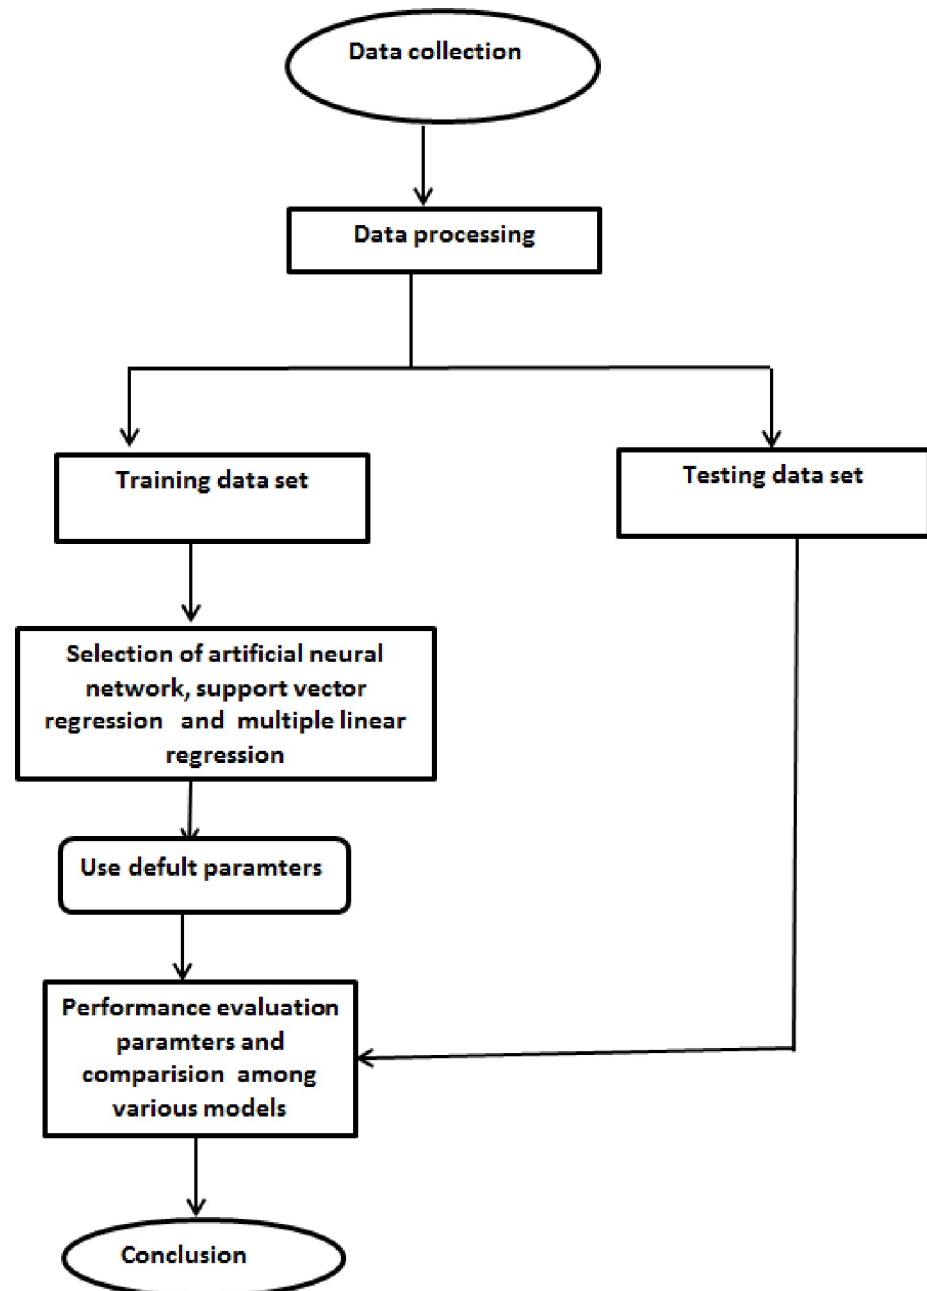 Data collection
Data processing
Training data set
Testing data set
Selection of artificial neural
network, support vector
regression and multiple linear
regression
Use defult paramters
Performance evaluation
paramters and
comparision among
various models
Conclusion